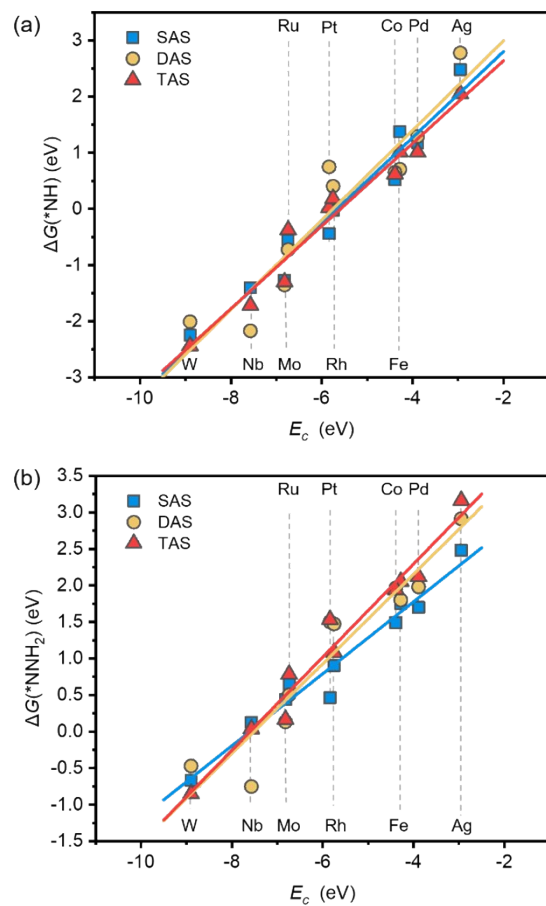 (a)
Ru Pt Co Pd Ag
SAS
DAS
TAS
3
2
1
0
-1
-2
-3
ΔG(*NH) (eV)
W Nb Mo Rh Fe
-10 -8 -6 -4 -2
E_c (eV)
(b)
Ru Pt Co Pd
SAS
DAS
TAS
3.5
3.0
2.5
2.0
1.5
1.0
0.5
0.0
-0.5
-1.0
-1.5
ΔG(*NNH₂) (eV)
W Nb Mo Rh Fe Ag
-10 -8 -6 -4 -2
E_c (eV)